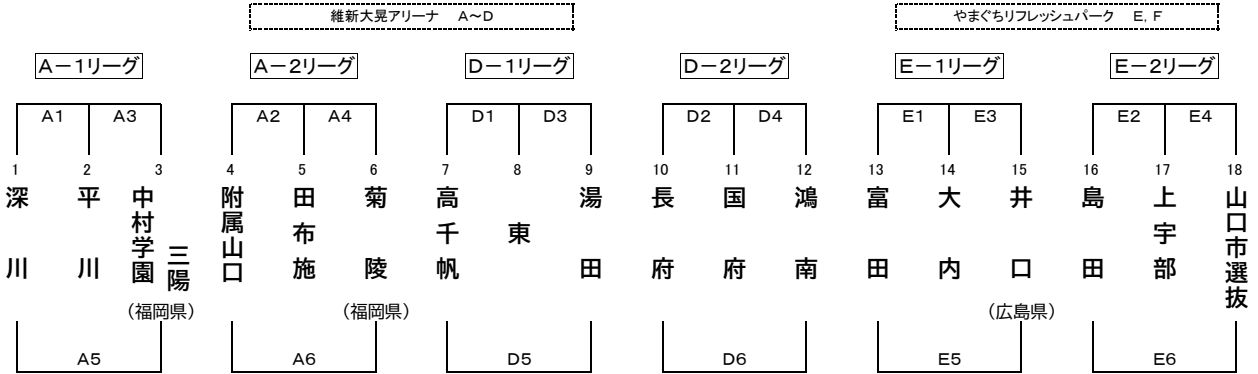 維新大晃アリーナ　A～D　やまぐちリフレッシュパーク　E, F
A－1リーグ　A－2リーグ　D－1リーグ　D－2リーグ　E－1リーグ　E－2リーグ
A1　A3　A2　A4　D1　D3　D2　D4　E1　E3　E2　E4
1　2　3　4　5　6　7　8　9　10　11　12　13　14　15　16　17　18
深川
平川
中村学園三陽
附属山口
田布施
菊陵
高千帆
東
湯田
長府
国府
鴻南
富田
大内
井口
島田
上宇部
山口市選抜
（福岡県）　（福岡県）　（広島県）
A5　A6　D5　D6　E5　E6